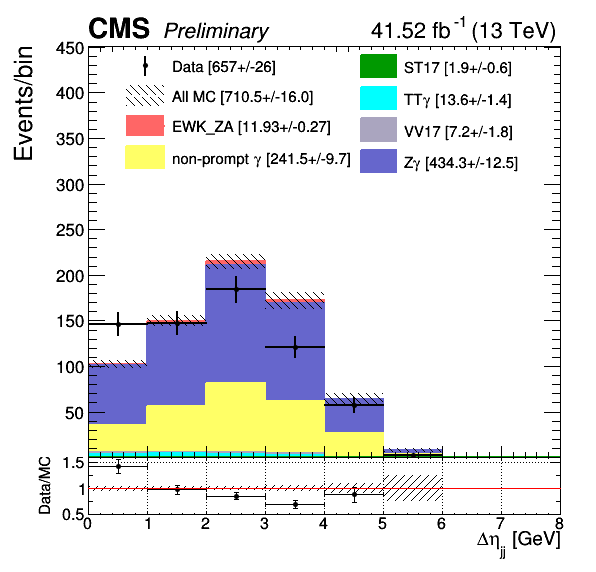 CMS Preliminary 41.52 fb⁻¹ (13 TeV)
Events/bin
450
400
350
300
250
200
150
100
50
Data [657+/-26]
All MC [710.5+/-16.0]
EWK_ZA [11.93+/-0.27]
non-prompt γ [241.5+/-9.7]
ST17 [1.9+/-0.6]
TTγ [13.6+/-1.4]
VV17 [7.2+/-1.8]
Zγ [434.3+/-12.5]
Data/MC
1.5
1
0.5
0 1 2 3 4 5 6 7 8
Δη_jj [GeV]